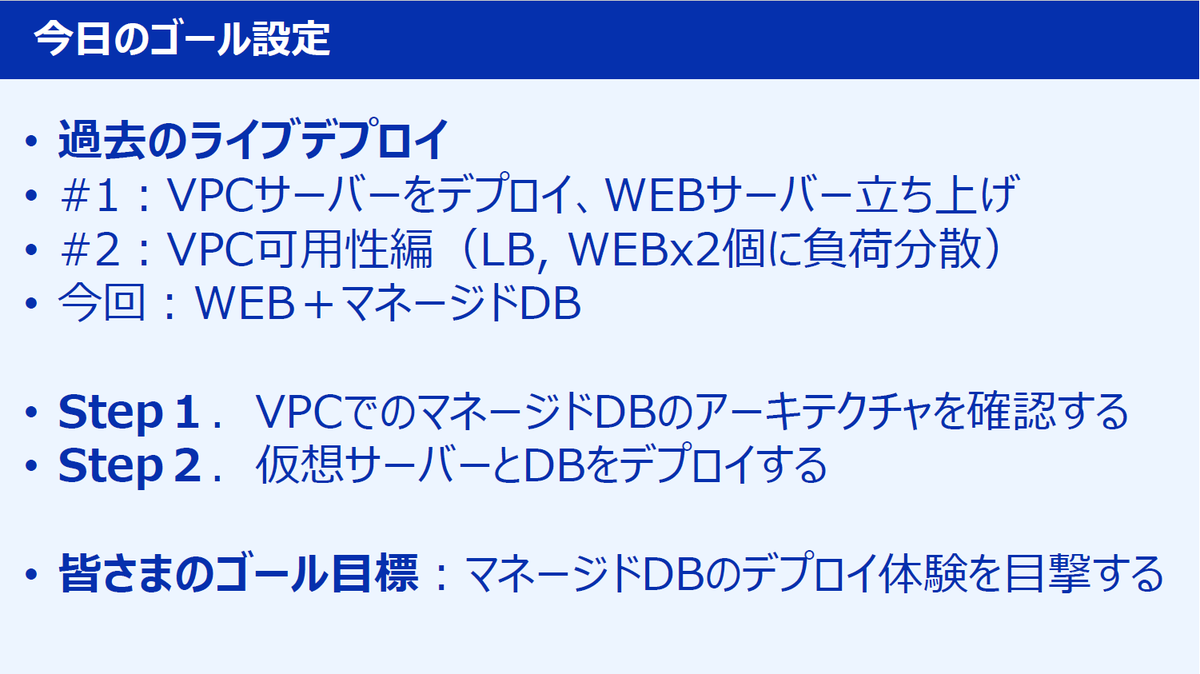 今日のゴール設定
• 過去のライブデプロイ
• #1：VPCサーバーをデプロイ、WEBサーバー立ち上げ
• #2：VPC可用性編（LB, WEBx2個に負荷分散）
• 今回：WEB＋マネージドDB
• Step１． VPCでのマネージドDBのアーキテクチャを確認する
• Step２． 仮想サーバーとDBをデプロイする
• 皆さまのゴール目標：マネージドDBのデプロイ体験を目撃する